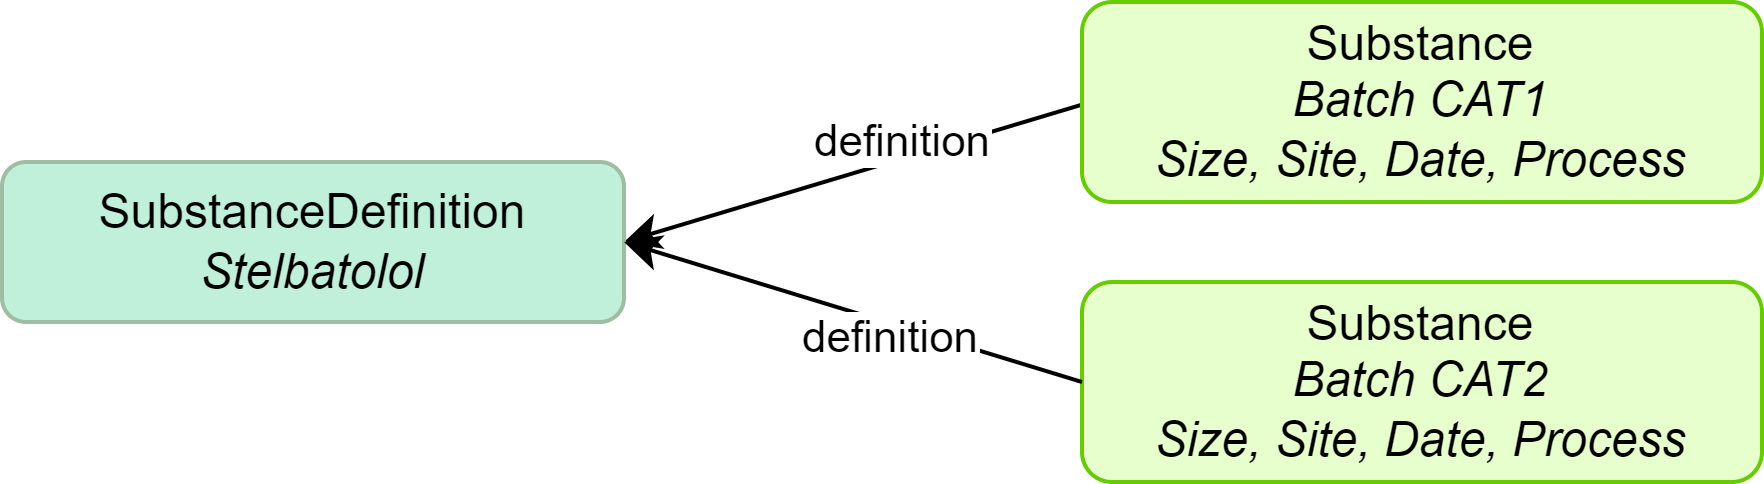 SubstanceDefinition
Stelbatolol
definition
definition
Substance
Batch CAT1
Size, Site, Date, Process
Substance
Batch CAT2
Size, Site, Date, Process